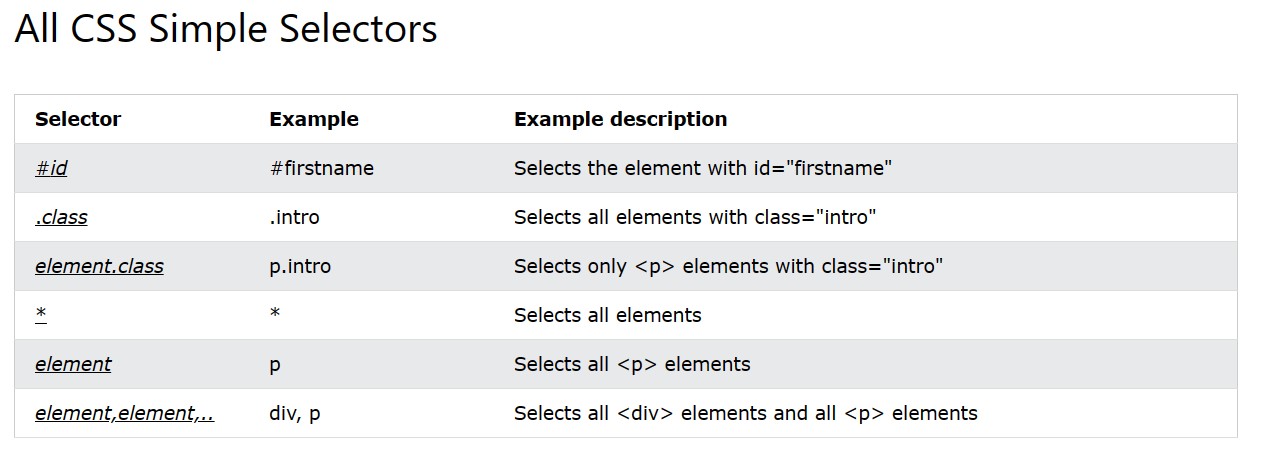 All CSS Simple Selectors
Selector Example Example description
#id #firstname Selects the element with id="firstname"
.class .intro Selects all elements with class="intro"
element.class p.intro Selects only <p> elements with class="intro"
* * Selects all elements
element p Selects all <p> elements
element,element,.. div, p Selects all <div> elements and all <p> elements